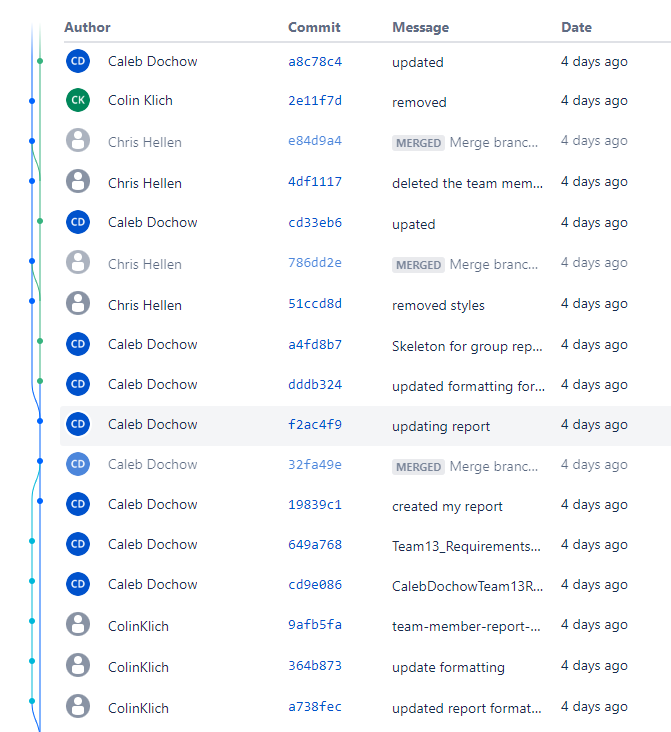 Author Commit Message Date
CD Caleb Dochow a8c78c4 updated 4 days ago
CK Colin Klich 2e11f7d removed 4 days ago
Chris Hellen e84d9a4 MERGED Merge branc... 4 days ago
Chris Hellen 4df1117 deleted the team mem... 4 days ago
CD Caleb Dochow cd33eb6 upated 4 days ago
Chris Hellen 786dd2e MERGED Merge branc... 4 days ago
Chris Hellen 51ccd8d removed styles 4 days ago
CD Caleb Dochow a4fd8b7 Skeleton for group rep... 4 days ago
CD Caleb Dochow dddb324 updated formatting for... 4 days ago
CD Caleb Dochow f2ac4f9 updating report 4 days ago
CD Caleb Dochow 32fa49e MERGED Merge branc... 4 days ago
CD Caleb Dochow 19839c1 created my report 4 days ago
CD Caleb Dochow 649a768 Team13_Requirements... 4 days ago
CD Caleb Dochow cd9e086 CalebDochowTeam13R... 4 days ago
ColinKlich 9afb5fa team-member-report-... 4 days ago
ColinKlich 364b873 update formatting 4 days ago
ColinKlich a738fec updated report format... 4 days ago